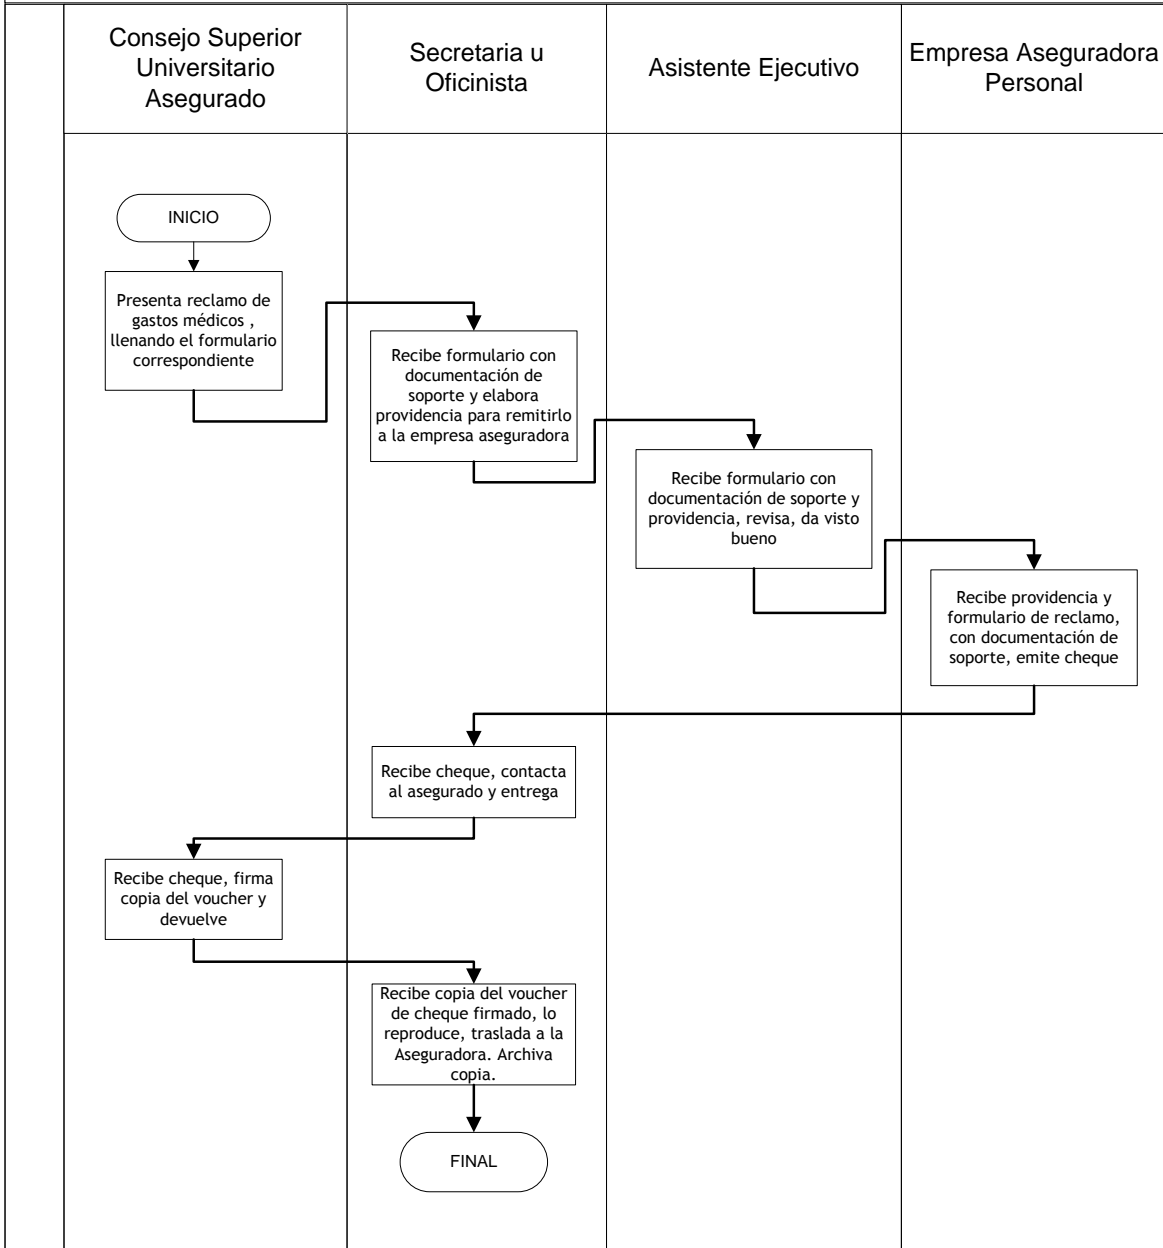 Consejo Superior
Universitario
Asegurado
Secretaria u
Oficinista
Asistente Ejecutivo
Empresa Aseguradora
Personal
INICIO
Presenta reclamo de
gastos médicos ,
llenando el formulario
correspondiente
Recibe formulario con
documentación de
soporte y elabora
providencia para remitirlo
a la empresa aseguradora
Recibe formulario con
documentación de soporte y
providencia, revisa, da visto
bueno
Recibe providencia y
formulario de reclamo,
con documentación de
soporte, emite cheque
Recibe cheque, contacta
al asegurado y entrega
Recibe cheque, firma
copia del voucher y
devuelve
Recibe copia del voucher
de cheque firmado, lo
reproduce, traslada a la
Aseguradora. Archiva
copia.
FINAL